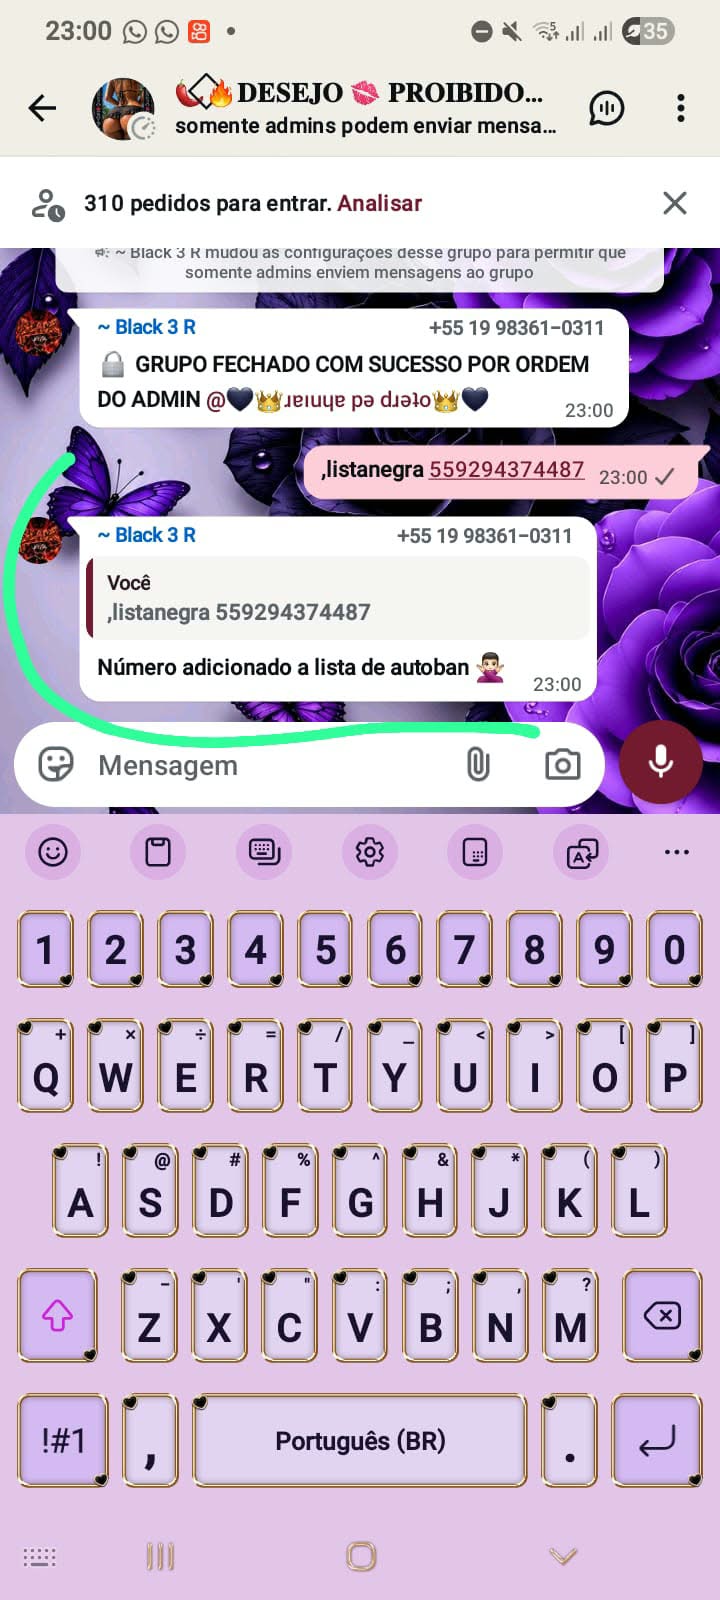 23:00
35
DESEJO 💋 PROIBIDO...
somente admins podem enviar mensa...
310 pedidos para entrar. Analisar
~ Black 3 R mudou as configurações desse grupo para permitir que
somente admins enviem mensagens ao grupo
~ Black 3 R +55 19 98361-0311
🔒 GRUPO FECHADO COM SUCESSO POR ORDEM
DO ADMIN @🖤👑ɹɐıuɥɐ pə dɹəʇo👑🖤
23:00
,listanegra 559294374487 23:00
~ Black 3 R +55 19 98361-0311
Você
,listanegra 559294374487
Número adicionado a lista de autoban 🤷🏻‍♀️
23:00
Mensagem
1 2 3 4 5 6 7 8 9 0
+ × ÷ = / _ < > [ ]
Q W E R T Y U I O P
! @ # % ^ & * ( )
A S D F G H J K L
- ' " : ; , ?
Z X C V B N M
!#1 , Português (BR) .